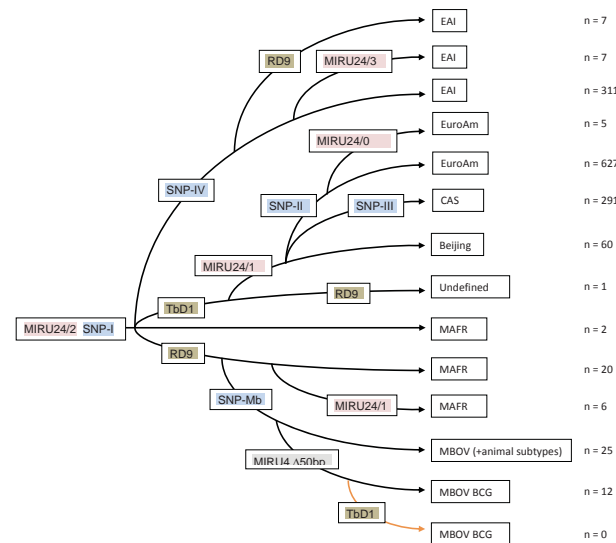 EAI n = 7
RD9
MIRU24/3 EAI n = 7
EAI n = 311
EuroAm n = 5
MIRU24/0
EuroAm n = 627
SNP-IV
SNP-II SNP-III CAS n = 291
Beijing n = 60
MIRU24/1
Undefined n = 1
RD9
TbD1
MIRU24/2 SNP-I MAFR n = 2
RD9
MAFR n = 20
SNP-Mb MIRU24/1 MAFR n = 6
MBOV (+animal subtypes) n = 25
MIRU4 Δ50bp
MBOV BCG n = 12
TbD1
MBOV BCG n = 0